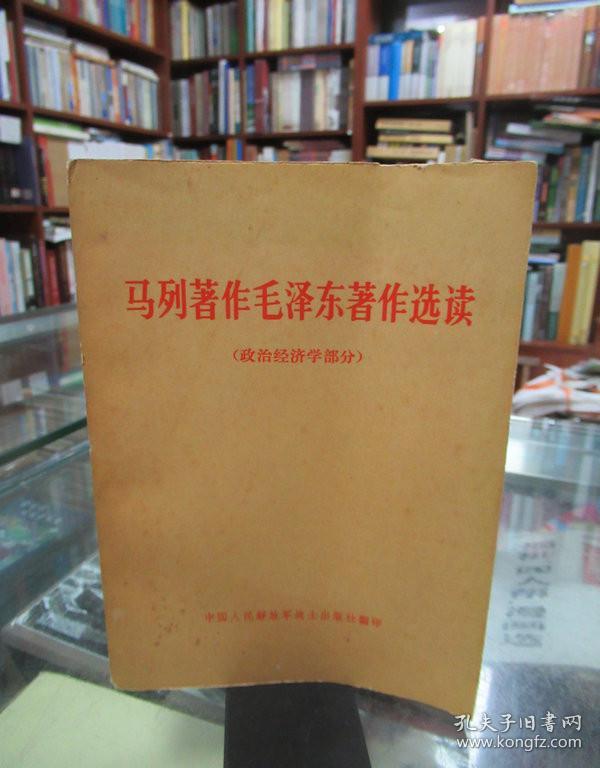 马列著作毛泽东著作选读
（政治经济学部分）
中国人民解放军战士出版社翻印
孔夫子旧书网
www.kongfz.com